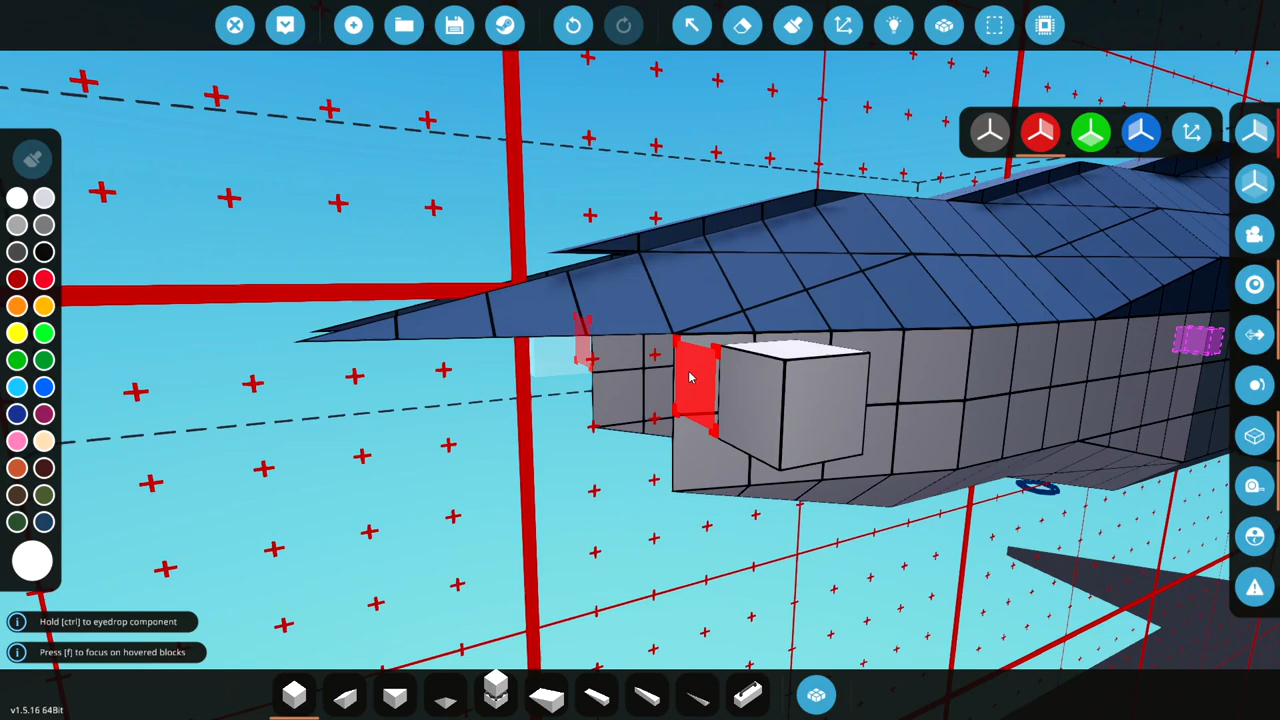 Hold [ctrl] to eyedrop component
Press [f] to focus on hovered blocks
v1.5.16 64Bit